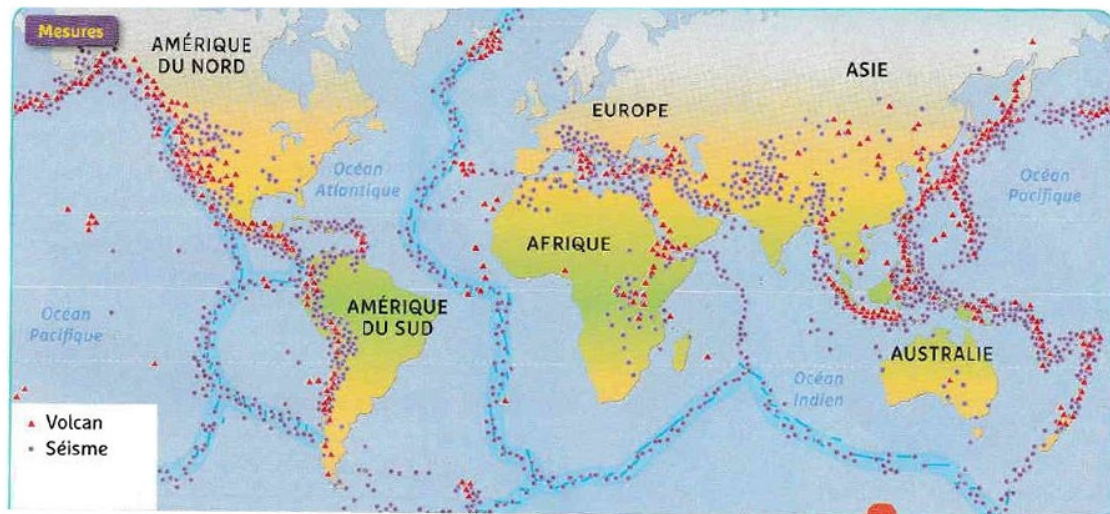 Mesures
AMÉRIQUE
DU NORD
ASIE
EUROPE
Océan
Atlantique
Océan
Pacifique
AFRIQUE
Océan
Pacifique
AMÉRIQUE
DU SUD
AUSTRALIE
Océan
Indien
Volcan
Séisme